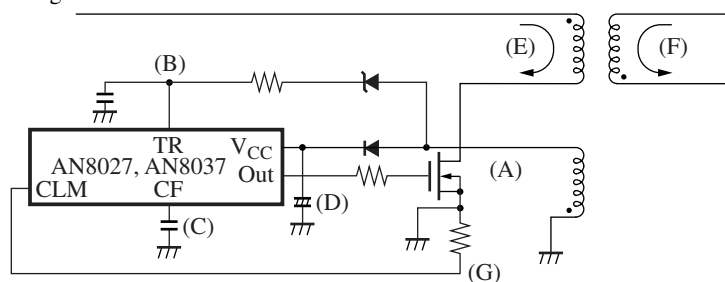 (E)
(F)
(B)
TR
VCC
AN8027, AN8037
Out
(A)
CLM
CF
(D)
(C)
(G)